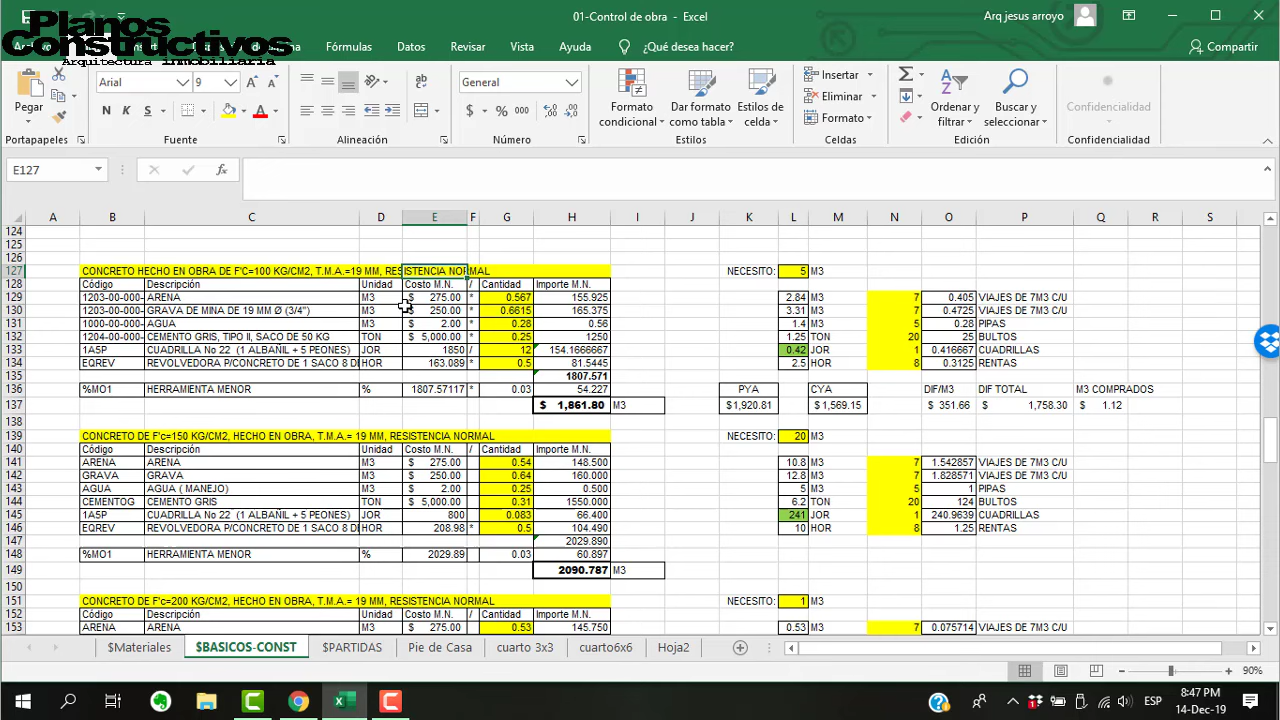 01-Control de obra - Excel
Arq jesus arroyo
Planos
Constructivos
Arquitectura inmobiliaria
Fórmulas Datos Revisar Vista Ayuda ¿Qué desea hacer? Compartir
Pegar
Arial 9
N K S
General
$ % 000
Formato condicional
Dar formato como tabla
Estilos de celda
Insertar
Eliminar
Formato
Ordenar y filtrar
Buscar y seleccionar
Confidencialidad
Portapapeles Fuente Alineación Número Estilos Celdas Edición Confidencialidad
E127 fx
A B C D E F G H I J K L M N O P Q R S
124
125
126
127 CONCRETO HECHO EN OBRA DE F'C=100 KG/CM2, T.M.A.=19 MM, RESISTENCIA NORMAL NECESITO: 5 M3
128 Código Descripción Unidad Costo M.N. / Cantidad Importe M.N.
129 1203-00-000- ARENA M3 $ 275.00 * 0.567 155.925 2.84 M3 7 0.405 VIAJES DE 7M3 C/U
130 1203-00-000- GRAVA DE MINA DE 19 MM Ø (3/4") M3 $ 250.00 * 0.6615 165.375 3.31 M3 7 0.4725 VIAJES DE 7M3 C/U
131 1000-00-000- AGUA M3 $ 2.00 * 0.28 0.56 1.4 M3 5 0.28 PIPAS
132 1204-00-000- CEMENTO GRIS, TIPO II, SACO DE 50 KG TON $ 5,000.00 * 0.25 1250 1.25 TON 20 25 BULTOS
133 1A5P CUADRILLA No 22 (1 ALBAÑIL + 5 PEONES) JOR 1850 / 12 154.1666667 0.42 JOR 1 0.416667 CUADRILLAS
134 EQREV REVOLVEDORA P/CONCRETO DE 1 SACO 8 D HOR 163.089 * 0.5 81.5445 2.5 HOR 8 0.3125 RENTAS
135 1807.571
136 %MO1 HERRAMIENTA MENOR % 1807.57117 * 0.03 54.227 PYA CYA DIF/M3 DIF TOTAL M3 COMPRADOS
137 $ 1,861.80 M3 $1,920.81 $1,569.15 $ 351.66 $ 1,758.30 $ 1.12
138
139 CONCRETO DE F'c=150 KG/CM2, HECHO EN OBRA, T.M.A.= 19 MM, RESISTENCIA NORMAL NECESITO: 20 M3
140 Código Descripción Unidad Costo M.N. / Cantidad Importe M.N.
141 ARENA ARENA M3 $ 275.00 0.54 148.500 10.8 M3 7 1.542857 VIAJES DE 7M3 C/U
142 GRAVA GRAVA M3 $ 250.00 0.64 160.000 12.8 M3 7 1.828571 VIAJES DE 7M3 C/U
143 AGUA AGUA ( MANEJO) M3 $ 2.00 0.25 0.500 5 M3 5 1 PIPAS
144 CEMENTOG CEMENTO GRIS TON $ 5,000.00 0.31 1550.000 6.2 TON 20 124 BULTOS
145 1A5P CUADRILLA No 22 (1 ALBAÑIL + 5 PEONES) JOR 800 0.083 66.400 241 JOR 1 240.9639 CUADRILLAS
146 EQREV REVOLVEDORA P/CONCRETO DE 1 SACO 8 D HOR 208.98 * 0.5 104.490 10 HOR 8 1.25 RENTAS
147 2029.890
148 %MO1 HERRAMIENTA MENOR % 2029.89 0.03 60.897
149 2090.787 M3
150
151 CONCRETO DE F'c=200 KG/CM2, HECHO EN OBRA, T.M.A.= 19 MM, RESISTENCIA NORMAL NECESITO: 1 M3
152 Código Descripción Unidad Costo M.N. / Cantidad Importe M.N.
153 ARENA ARENA M3 $ 275.00 0.53 145.750 0.53 M3 7 0.075714 VIAJES DE 7M3 C/U
$Materiales $BASICOS-CONST $PARTIDAS Pie de Casa cuarto 3x3 cuarto6x6 Hoja2
90%
ESP 8:47 PM
14-Dec-19